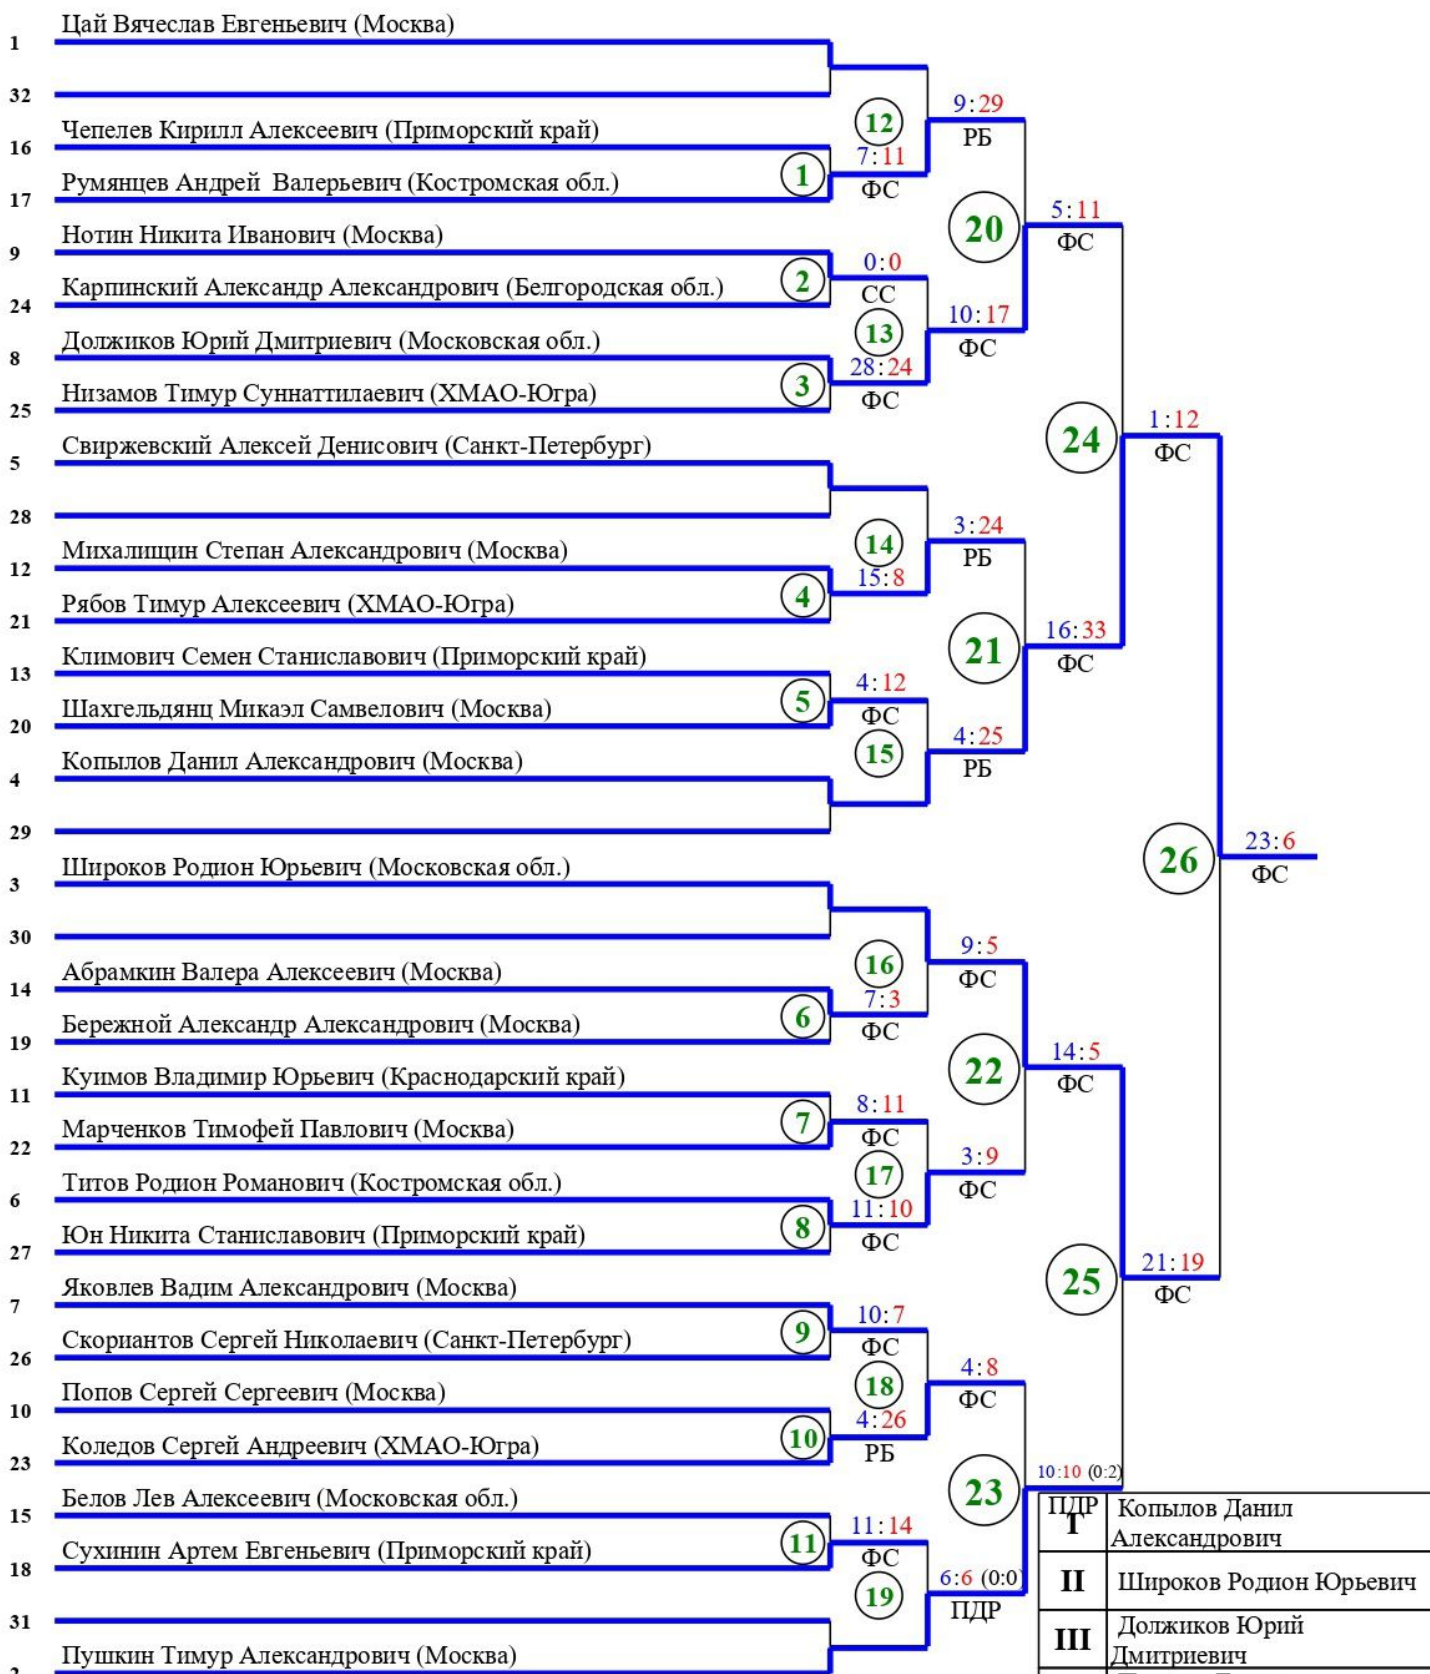 Цай Вячеслав Евгеньевич (Москва)
1
32
Чепелев Кирилл Алексеевич (Приморский край)
16
12
9:29
РБ
7:11
ФС
Румянцев Андрей Валерьевич (Костромская обл.)
17
1
Нотин Никита Иванович (Москва)
9
20
5:11
ФС
Карпинский Александр Александрович (Белгородская обл.)
24
2
0:0
СС
Должиков Юрий Дмитриевич (Московская обл.)
8
13
10:17
ФС
28:24
ФС
Низамов Тимур Суннаттилаевич (ХМАО-Югра)
25
3
Свиржевский Алексей Денисович (Санкт-Петербург)
5
24
1:12
ФС
28
Михалищин Степан Александрович (Москва)
12
14
3:24
РБ
15:8
Рябов Тимур Алексеевич (ХМАО-Югра)
21
4
Климович Семен Станиславович (Приморский край)
13
21
16:33
ФС
Шахгельдянц Микаэл Самвелович (Москва)
20
5
4:12
ФС
Копылов Данил Александрович (Москва)
4
15
4:25
РБ
29
Широков Родион Юрьевич (Московская обл.)
3
26
23:6
ФС
30
Абрамкин Валера Алексеевич (Москва)
14
16
9:5
ФС
7:3
ФС
Бережной Александр Александрович (Москва)
19
6
Куимов Владимир Юрьевич (Краснодарский край)
11
22
14:5
ФС
Марченков Тимофей Павлович (Москва)
22
7
8:11
ФС
Титов Родион Романович (Костромская обл.)
6
17
3:9
ФС
11:10
ФС
Юн Никита Станиславович (Приморский край)
27
8
Яковлев Вадим Александрович (Москва)
7
25
21:19
ФС
Скориантов Сергей Николаевич (Санкт-Петербург)
26
9
10:7
ФС
Попов Сергей Сергеевич (Москва)
10
18
4:8
ФС
4:26
РБ
Коледов Сергей Андреевич (ХМАО-Югра)
23
10
Белов Лев Алексеевич (Московская обл.)
15
23
10:10 (0:2)
ПДР
Сухинин Артем Евгеньевич (Приморский край)
18
11
11:14
ФС
19
6:6 (0:0)
ПДР
31
Пушкин Тимур Александрович (Москва)
2
I Копылов Данил
Александрович
II Широков Родион Юрьевич
III Должиков Юрий
Дмитриевич